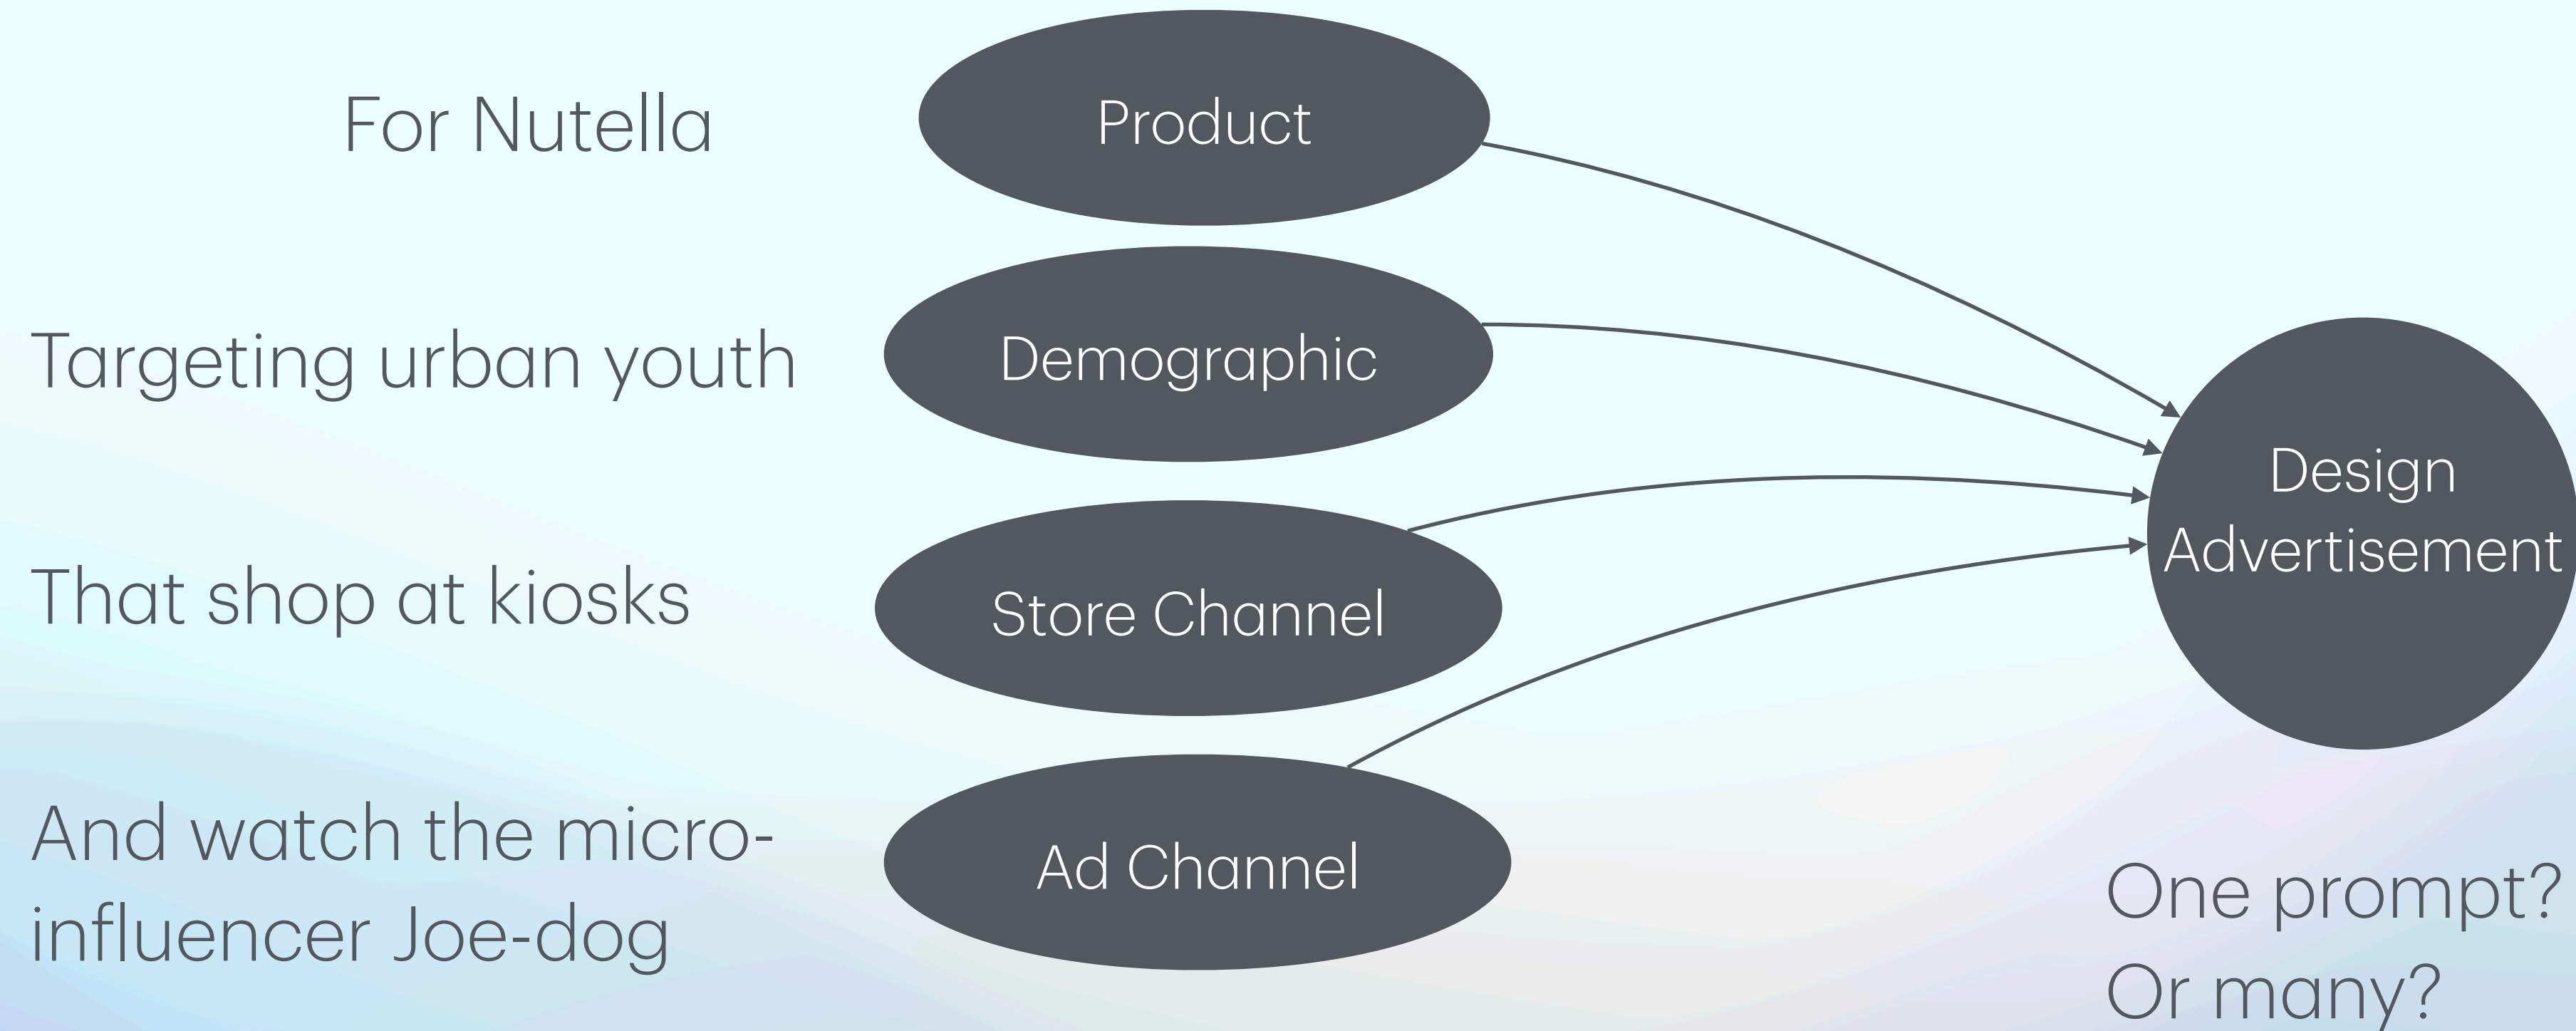 For Nutella
Product
Targeting urban youth
Demographic
That shop at kiosks
Store Channel
And watch the micro-
influencer Joe-dog
Ad Channel
Design
Advertisement
One prompt?
Or many?